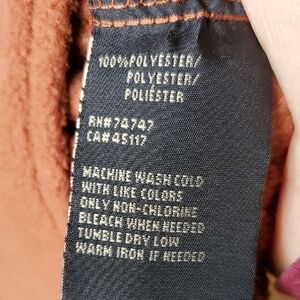 100% POLYESTER/
POLYESTER/
POLIÉSTER
RN#74747
CA#45117
MACHINE WASH COLD
WITH LIKE COLORS
ONLY NON-CHLORINE
BLEACH WHEN NEEDED
TUMBLE DRY LOW
WARM IRON IF NEEDED